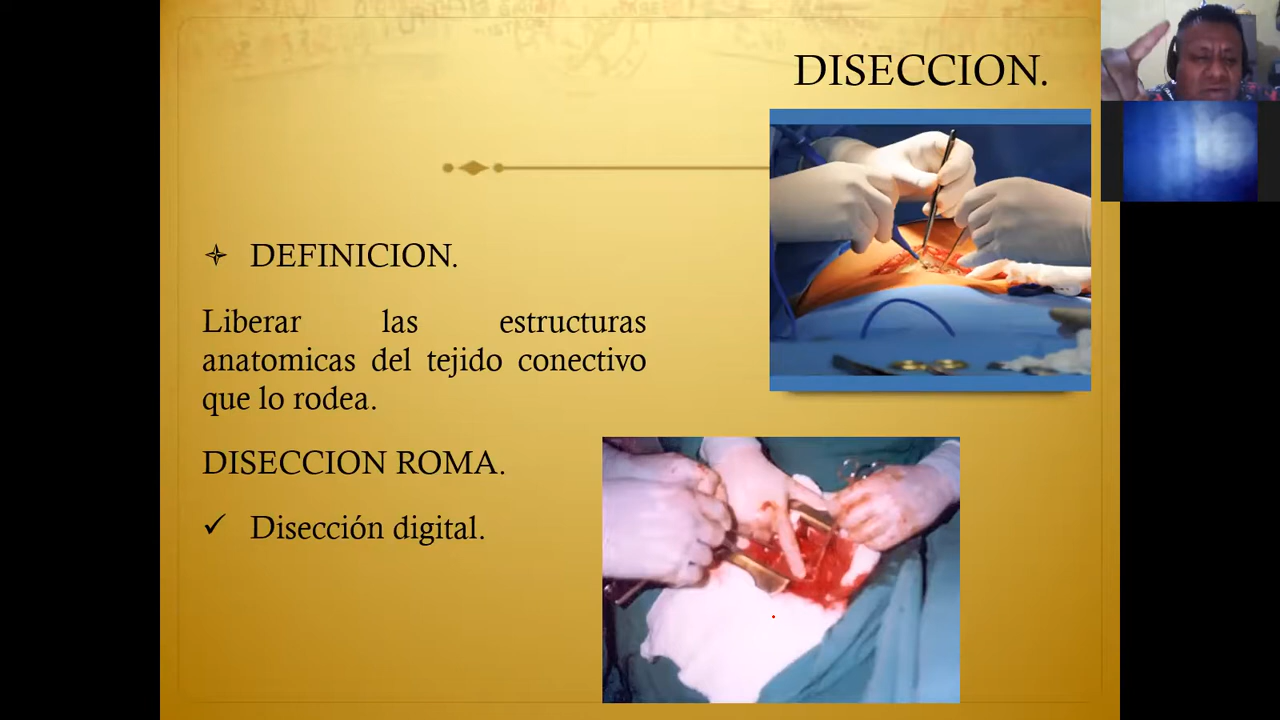 DISECCION.
DEFINICION.
Liberar las estructuras
anatomicas del tejido conectivo
que lo rodea.
DISECCION ROMA.
Disección digital.